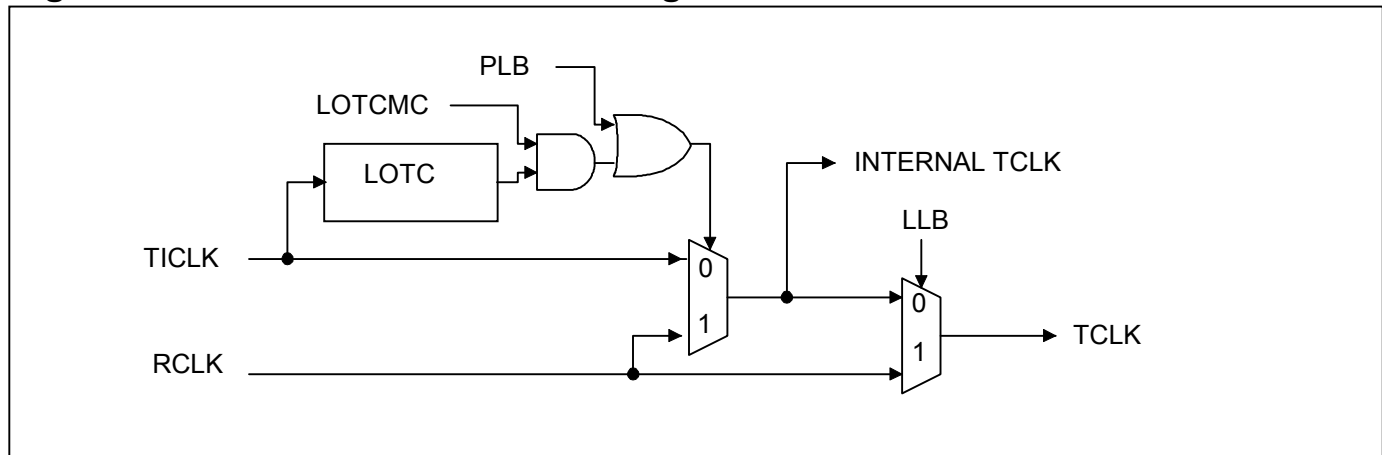 PLB
LOTCMC
LOTC
INTERNAL TCLK
LLB
TICLK
0
0
1
1
TCLK
RCLK